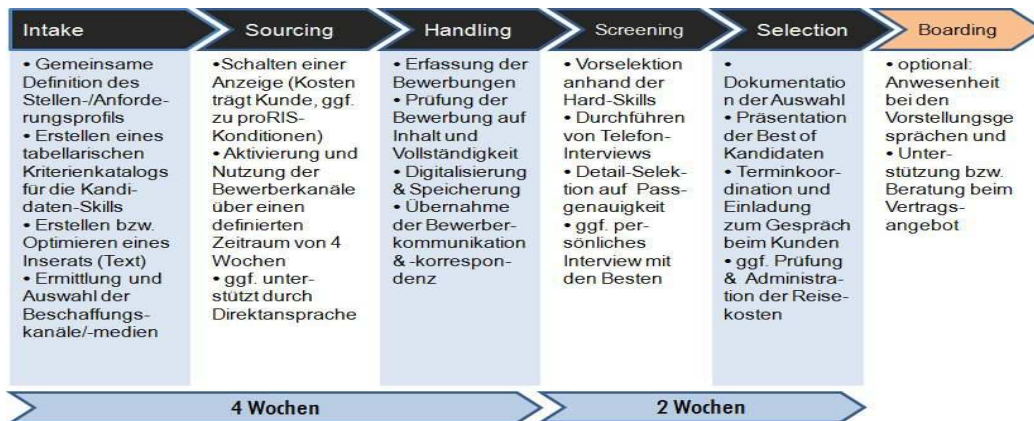 Intake
Sourcing
Handling
Screening
Selection
Boarding
• Gemeinsame
Definition des
Stellen-/Anforde-
rungsprofils
• Erstellen eines
tabellarischen
Kriterienkatalogs
für die Kandi-
daten-Skills
• Erstellen bzw.
Optimieren eines
Inserats (Text)
• Ermittlung und
Auswahl der
Beschaffungs-
kanäle/-medien
•Schalten einer
Anzeige (Kosten
trägt Kunde, ggf.
zu proRIS-
Konditionen)
• Aktivierung und
Nutzung der
Bewerberkanäle
über einen
definierten
Zeitraum von 4
Wochen
•ggf. unter-
stützt durch
Direktansprache
• Erfassung der
Bewerbungen
• Prüfung der
Bewerbung auf
Inhalt und
Vollständigkeit
• Digitalisierung
& Speicherung
• Übernahme
der Bewerber-
kommunikation
& -korrespon-
denz
• Vorselektion
anhand der
Hard-Skills
• Durchführen
von Telefon-
Interviews
• Detail-Selek-
tion auf Pass-
genauigkeit
• ggf. per-
sönliches
Interview mit
den Besten
•
Dokumentatio
n der Auswahl
• Präsentation
der Best of
Kandidaten
• Terminkoor-
dination und
Einladung
zum Gespräch
beim Kunden
• ggf. Prüfung
& Administra-
tion der Reise-
kosten
• optional:
Anwesenheit
bei den
Vorstellungsge
sprächen und
• Unter-
stützung bzw.
Beratung beim
Vertrags-
angebot
4 Wochen
2 Wochen